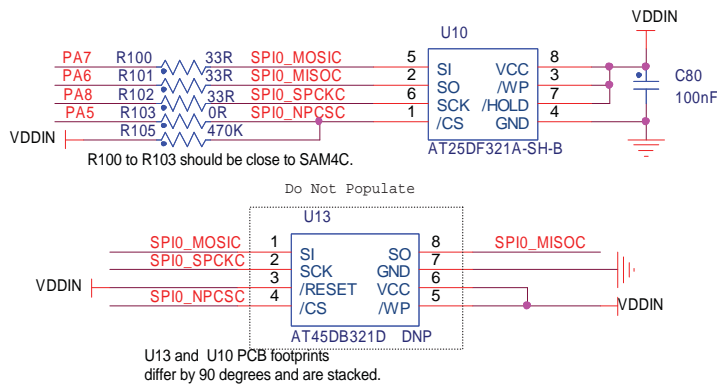 VDDIN
U10
PA7 R100 33R SPI0_MOSIC 5 SI VCC 8
PA6 R101 33R SPI0_MISOC 2 SO /WP 3
PA8 R102 33R SPI0_SPCKC 6 SCK /HOLD 7
PA5 R103 0R SPI0_NPCSC 1 /CS GND 4
C80
100nF
VDDIN R105 470K
AT25DF321A-SH-B
R100 to R103 should be close to SAM4C.
Do Not Populate
U13
SPI0_MOSIC 1 SI SO 8 SPI0_MISOC
SPI0_SPCKC 2 SCK GND 7
VDDIN 3 /RESET VCC 6
SPI0_NPCSC 4 /CS /WP 5 VDDIN
AT45DB321D DNP
U13 and U10 PCB footprints
differ by 90 degrees and are stacked.